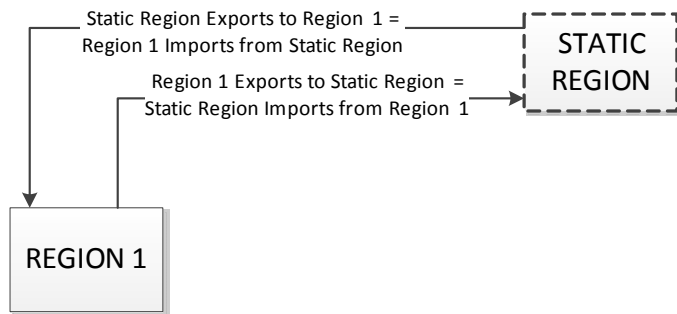 Static Region Exports to Region 1 =
Region 1 Imports from Static Region
STATIC
REGION
Region 1 Exports to Static Region =
Static Region Imports from Region 1
REGION 1